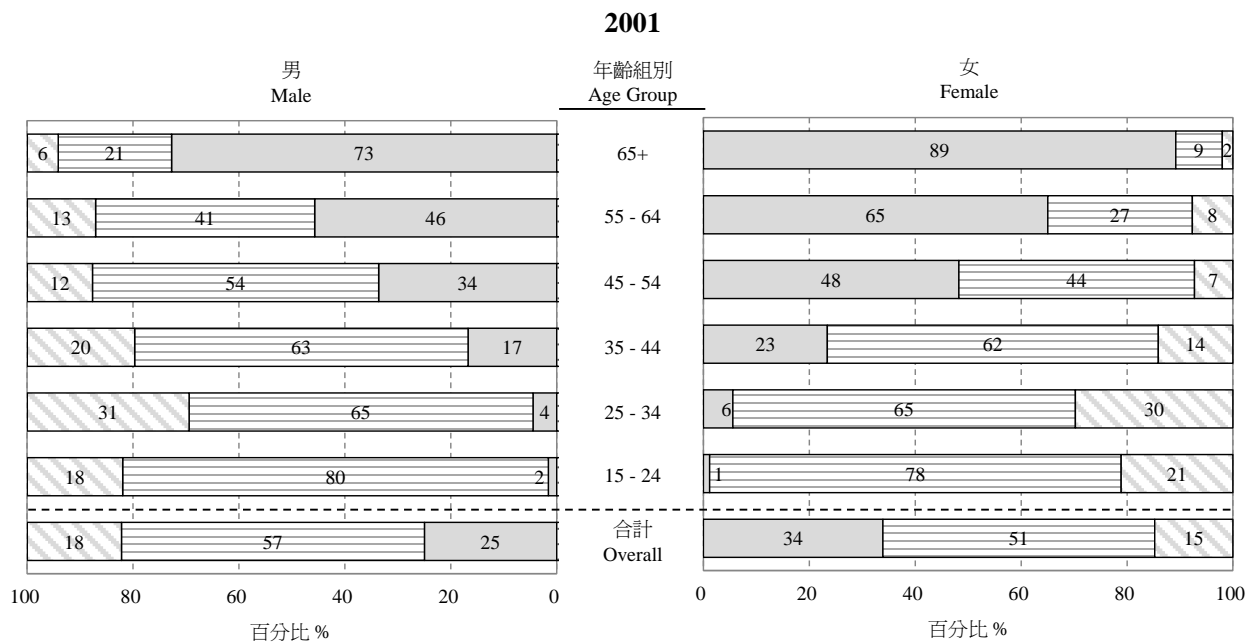 2001
男
Male
年齡組別
Age Group
女
Female
6 21 73 65+ 89 9 2
13 41 46 55 - 64 65 27 8
12 54 34 45 - 54 48 44 7
20 63 17 35 - 44 23 62 14
31 65 4 25 - 34 6 65 30
18 80 2 15 - 24 1 78 21
18 57 25 合計 34 51 15
Overall
100 80 60 40 20 0 0 20 40 60 80 100
百分比 % 百分比 %